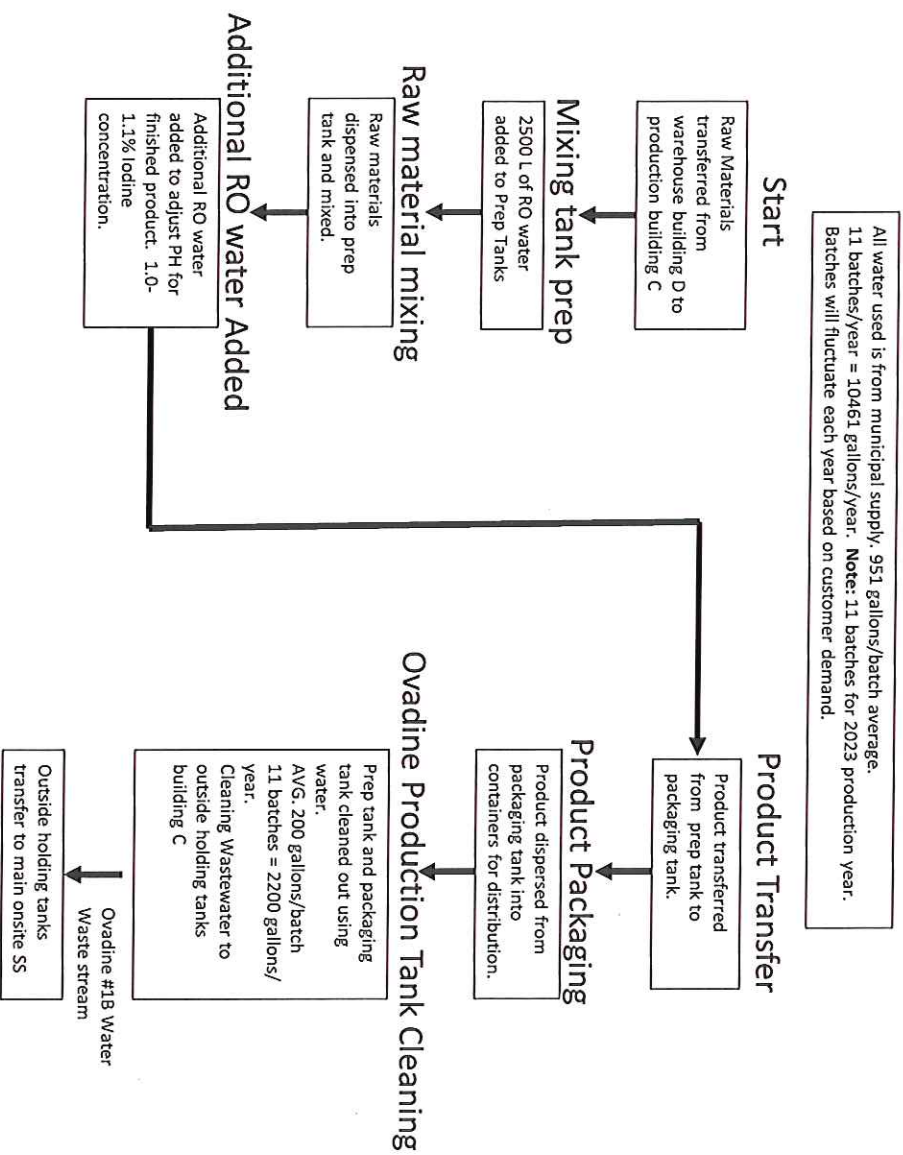 All water used is from municipal supply. 951 gallons/batch average.
11 batches/year = 10461 gallons/year. Note: 11 batches for 2023 production year.
Batches will fluctuate each year based on customer demand.
Start
Raw Materials
transferred from
warehouse building D to
production building C
Mixing tank prep
2500 L of RO water
added to Prep Tanks
Raw material mixing
Raw materials
dispensed into prep
tank and mixed.
Additional RO water Added
Additional RO water
added to adjust PH for
finished product. 1.0-
1.1% Iodine
concentration.
Product Transfer
Product transferred
from prep tank to
packaging tank.
Product Packaging
Product dispersed from
packaging tank into
containers for distribution.
Ovadine Production Tank Cleaning
Prep tank and packaging
tank cleaned out using
water.
AVG. 200 gallons/batch
11 batches = 2200 gallons/
year.
Cleaning Wastewater to
outside holding tanks
building C
Ovadine #1B Water
Waste stream
Outside holding tanks
transfer to main onsite SS